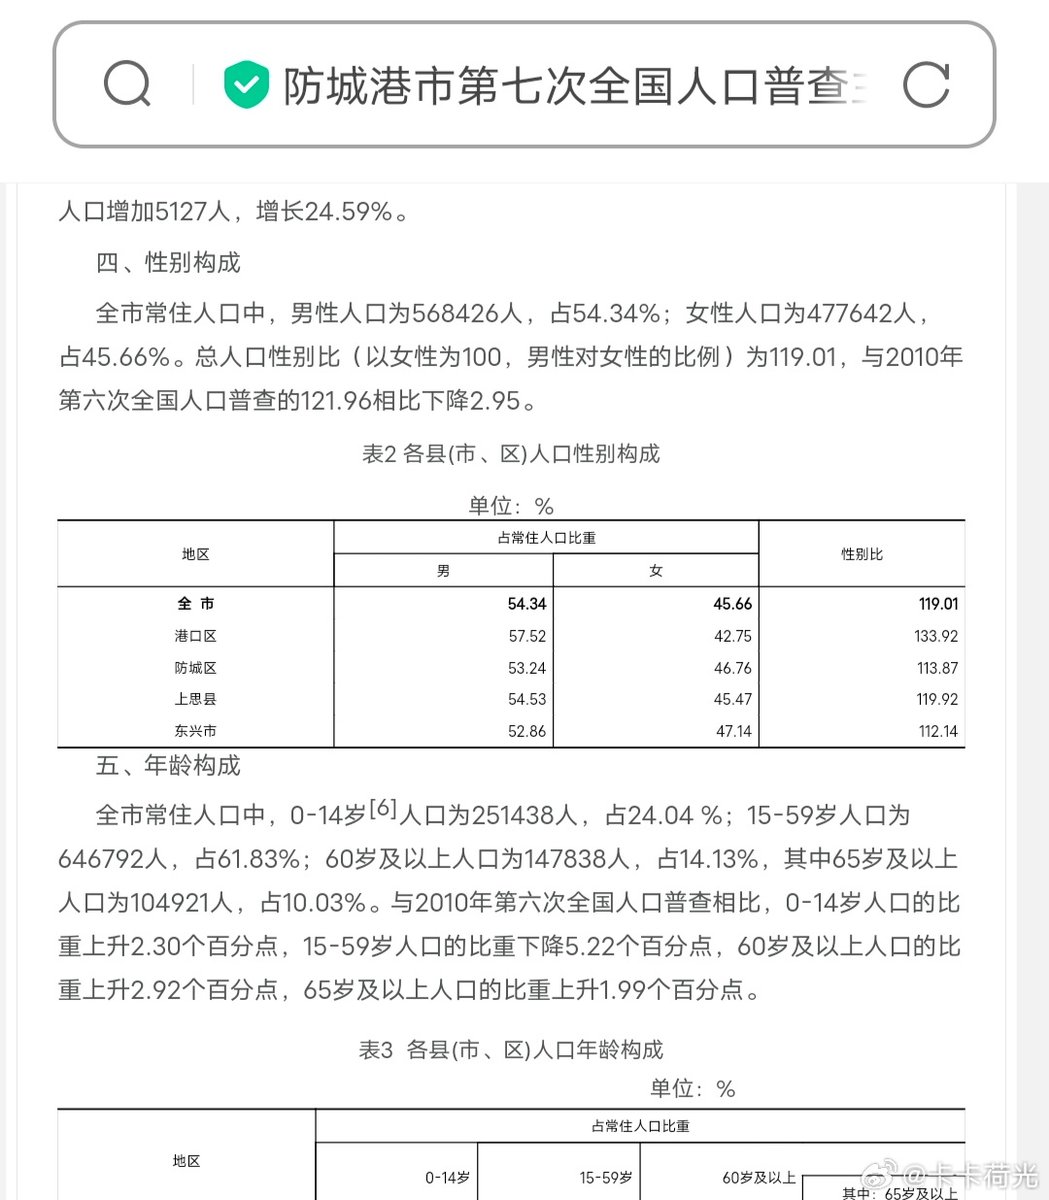 防城港市第七次全国人口普查
人口增加5127人，增长24.59%。
四、性别构成
全市常住人口中，男性人口为568426人，占54.34%；女性人口为477642人，
占45.66%。总人口性别比（以女性为100，男性对女性的比例）为119.01，与2010年
第六次全国人口普查的121.96相比下降2.95。
表2 各县(市、区)人口性别构成
单位：%
地区 占常住人口比重 性别比
男 女
全 市 54.34 45.66 119.01
港口区 57.52 42.75 133.92
防城区 53.24 46.76 113.87
上思县 54.53 45.47 119.92
东兴市 52.86 47.14 112.14
五、年龄构成
全市常住人口中，0-14岁[6]人口为251438人，占24.04 %；15-59岁人口为
646792人，占61.83%；60岁及以上人口为147838人，占14.13%，其中65岁及以上
人口为104921人，占10.03%。与2010年第六次全国人口普查相比，0-14岁人口的比
重上升2.30个百分点，15-59岁人口的比重下降5.22个百分点，60岁及以上人口的比
重上升2.92个百分点，65岁及以上人口的比重上升1.99个百分点。
表3 各县(市、区)人口年龄构成
单位：%
占常住人口比重
地区 0-14岁 15-59岁 60岁及以上
其中：65岁及以上
@卡卡荷光